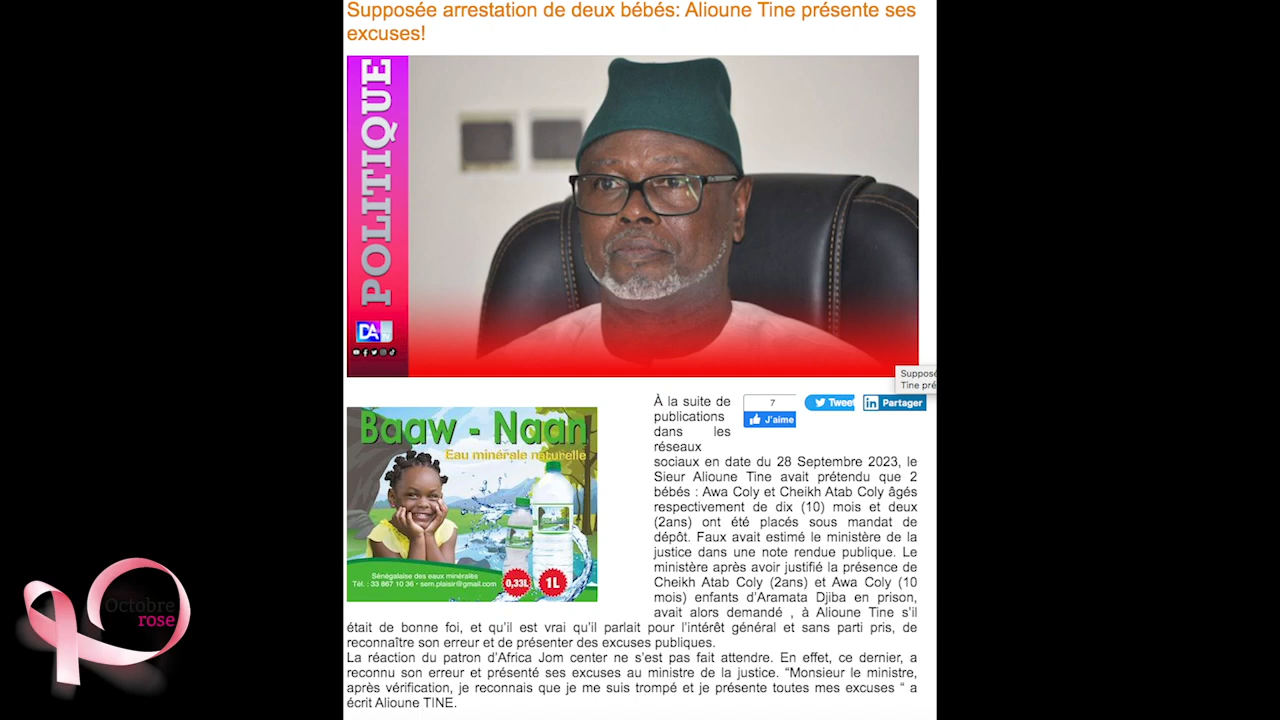 Supposée arrestation de deux bébés: Alioune Tine présente ses
excuses!
POLITIQUE
DA
Supposé
Tine pré
Baaw - Naan
Eau minérale naturelle
Sénégalaise des eaux minérales
Tél. : 33 867 10 36 • sem.plaisir@gmail.com
0,33L
1L
7
J'aime
Tweet
in Partager
À la suite de
publications
dans les
réseaux
sociaux en date du 28 Septembre 2023, le
Sieur Alioune Tine avait prétendu que 2
bébés : Awa Coly et Cheikh Atab Coly âgés
respectivement de dix (10) mois et deux
(2ans) ont été placés sous mandat de
dépôt. Faux avait estimé le ministère de la
justice dans une note rendue publique. Le
ministère après avoir justifié la présence de
Cheikh Atab Coly (2ans) et Awa Coly (10
mois) enfants d'Aramata Djiba en prison,
avait alors demandé , à Alioune Tine s'il
était de bonne foi, et qu'il est vrai qu'il parlait pour l'intérêt général et sans parti pris, de
reconnaître son erreur et de présenter des excuses publiques.
La réaction du patron d'Africa Jom center ne s'est pas fait attendre. En effet, ce dernier, a
reconnu son erreur et présenté ses excuses au ministre de la justice. "Monsieur le ministre,
après vérification, je reconnais que je me suis trompé et je présente toutes mes excuses " a
écrit Alioune TINE.
Octobre
rose